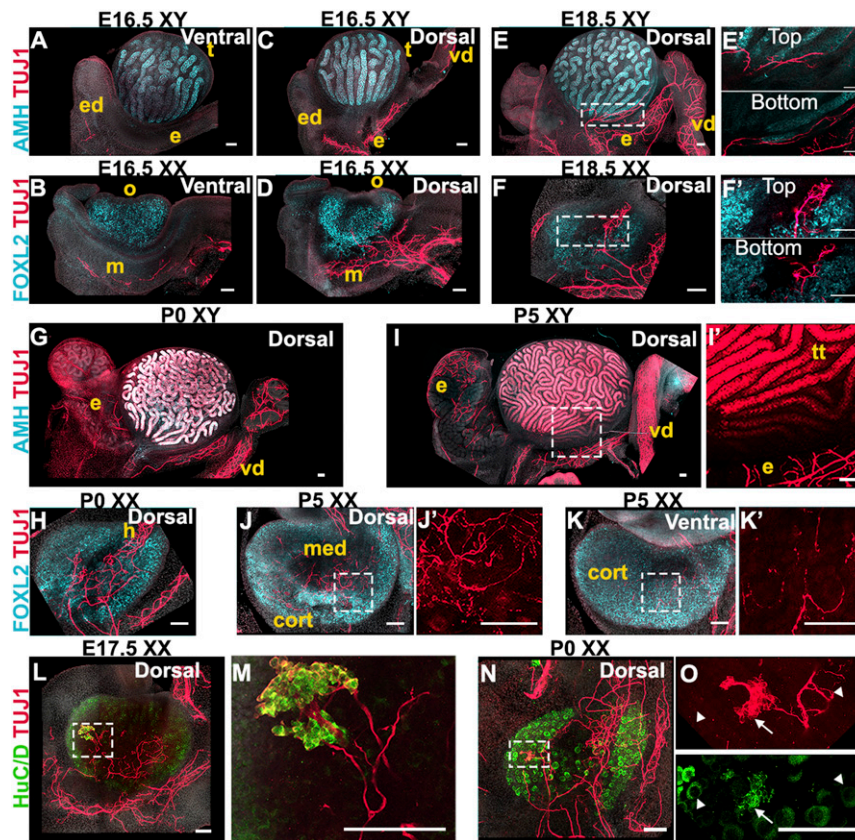 E16.5 XY
E18.5 XY
A Ventral t ed e
C Dorsal t vd ed e
E Dorsal e vd
E' Top
Bottom
AMH TUJ1
E16.5 XX
E16.5 XX
E18.5 XX
B o Ventral m
D o Dorsal m
F Dorsal
F' Top
Bottom
FOXL2 TUJ1
P0 XY
P5 XY
G Dorsal e vd
I Dorsal e vd
I' tt e
AMH TUJ1
P0 XX
P5 XX
P5 XX
H Dorsal h
J Dorsal med cort
J'
K Ventral cort
K'
FOXL2 TUJ1
E17.5 XX
P0 XX
L Dorsal
M
N Dorsal
O
HuC/D TUJ1